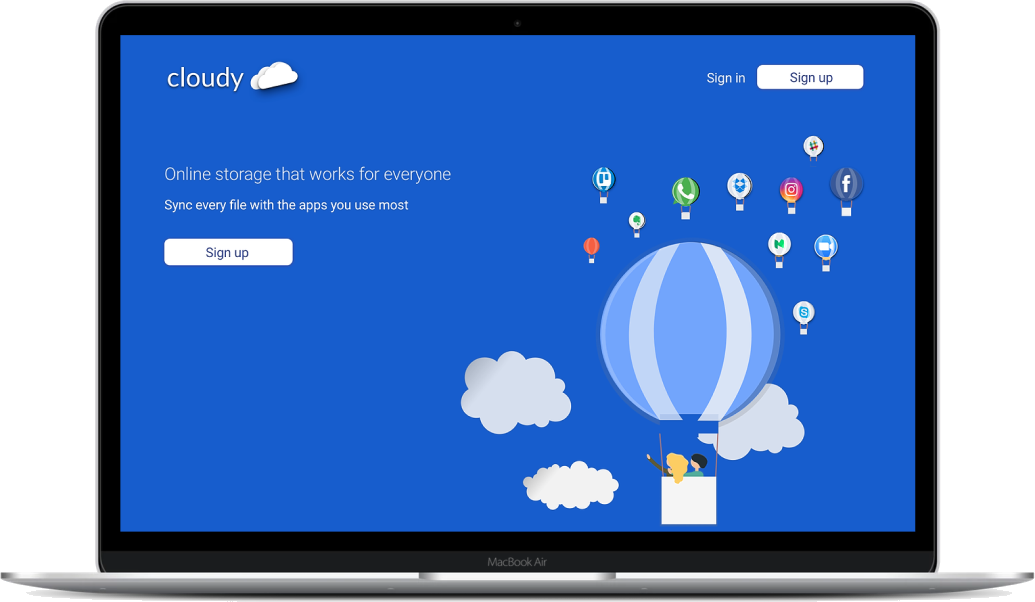 cloudy
Sign in
Sign up
Online storage that works for everyone
Sync every file with the apps you use most
Sign up
f
S
MacBook Air